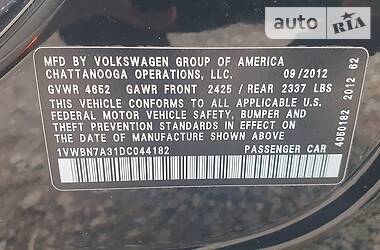 auto RIA
MFD BY VOLKSWAGEN GROUP OF AMERICA
CHATTANOOGA OPERATIONS, LLC. 09/2012
GVWR 4652 GAWR FRONT 2425 / REAR 2337 LBS
THIS VEHICLE CONFORMS TO ALL APPLICABLE U.S.
FEDERAL MOTOR VEHICLE SAFETY, BUMPER AND
THEFT PREVENTION STANDARDS IN EFFECT ON THE
DATE OF MANUFACTURE SHOWN ABOVE.
1VWBN7A31DC044182 PASSENGER CAR
4060182 2012 62